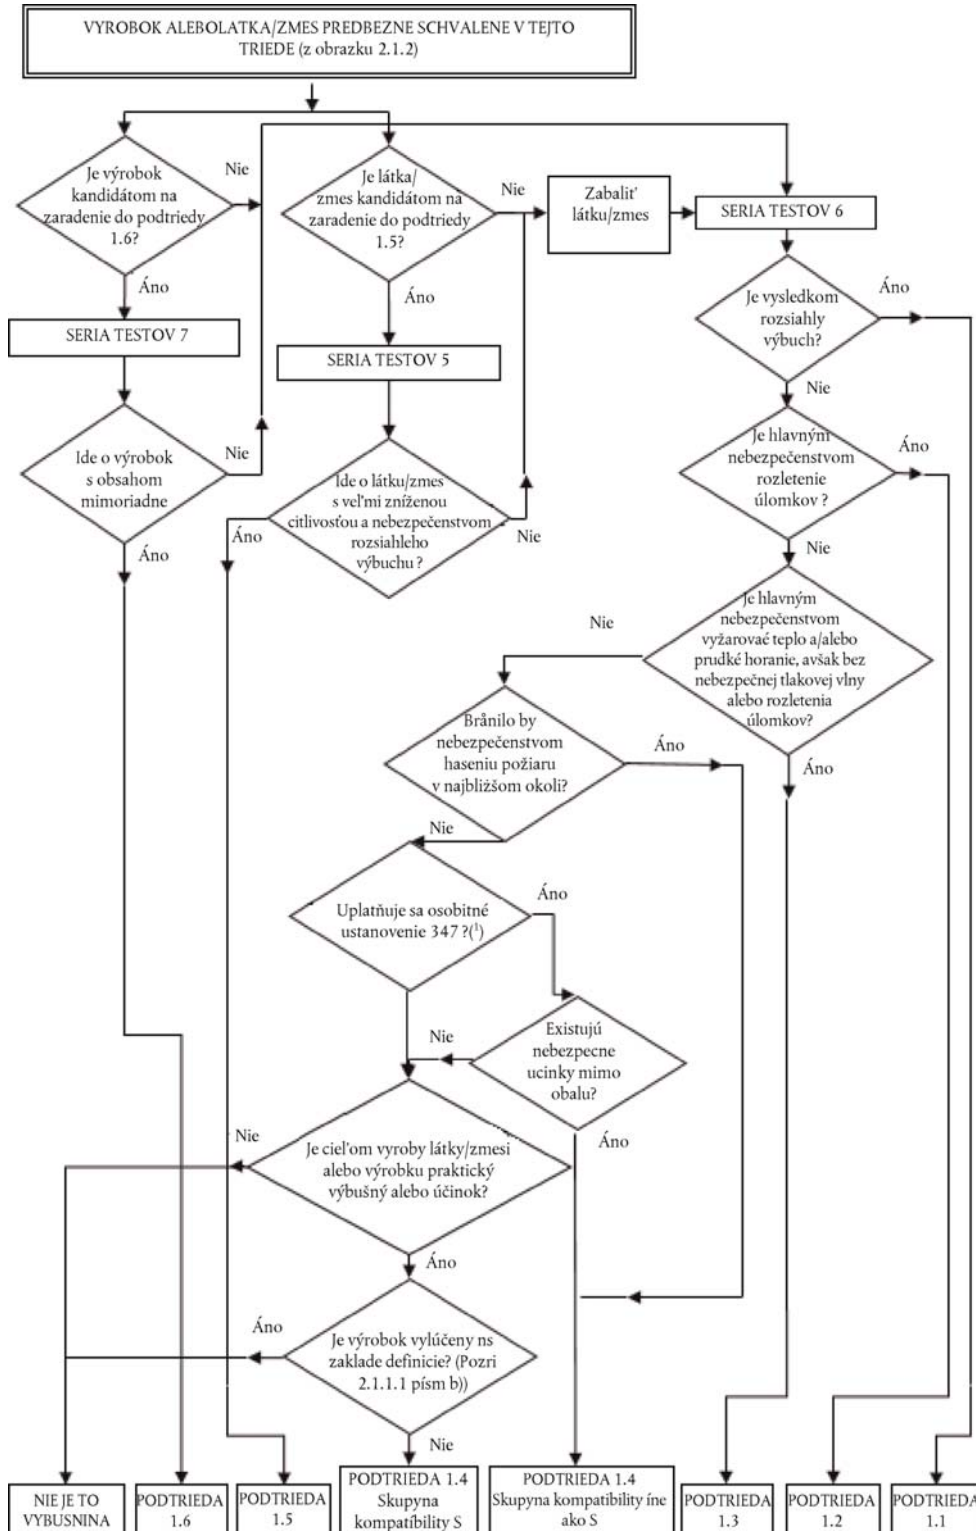 VYROBOK ALEBOLATKA/ZMES PREDBEZNE SCHVALENE V TEJTO
TRIEDE (z obrazku 2.1.2)
Je výrobok
kandidátom na
zaradenie do podtriedy
1.6?
Nie
Áno
SERIA TESTOV 7
Ide o výrobok
s obsahom
mimoriadne
Nie
Áno
Je látka/
zmes kandidátom na
zaradenie do podtriedy
1.5?
Nie
Áno
SERIA TESTOV 5
Ide o látku/zmes
s veľmi zníženou
citlivosťou a nebezpečenstvom
rozsiahleho
výbuchu ?
Áno
Nie
Zabaliť
látku/zmes
SERIA TESTOV 6
Je vysledkom
rozsiahly
výbuch?
Áno
Nie
Je hlavným
nebezpečenstvom
rozletenie
úlomkov ?
Áno
Nie
Je hlavným
nebezpečenstvom
vyžarovaé teplo a/alebo
prudké horanie, avšak bez
nebezpečnej tlakovej vlny
alebo rozletenia
úlomkov?
Nie
Áno
Brånilo by
nebezpečenstvom
haseniu požiaru
v najbližšom okoli?
Áno
Nie
Uplatňuje sa osobitné
ustanovenie 347 ?(¹)
Áno
Existujú
nebezpecne
ucinky mimo
obalu?
Nie
Áno
Je cieľom vyroby látky/zmesi
alebo výrobku praktický
výbušný alebo účinok?
Nie
Áno
Je výrobok vylúčeny ns
zaklade definicie? (Pozri
2.1.1.1 písm b))
Áno
Nie
NIE JE TO
VYBUSNINA
PODTRIEDA
1.6
PODTRIEDA
1.5
PODTRIEDA 1.4
Skupyna
kompatíbility S
PODTRIEDA 1.4
Skupyna kompatibility íne
ako S
PODTRIEDA
1.3
PODTRIEDA
1.2
PODTRIEDA
1.1